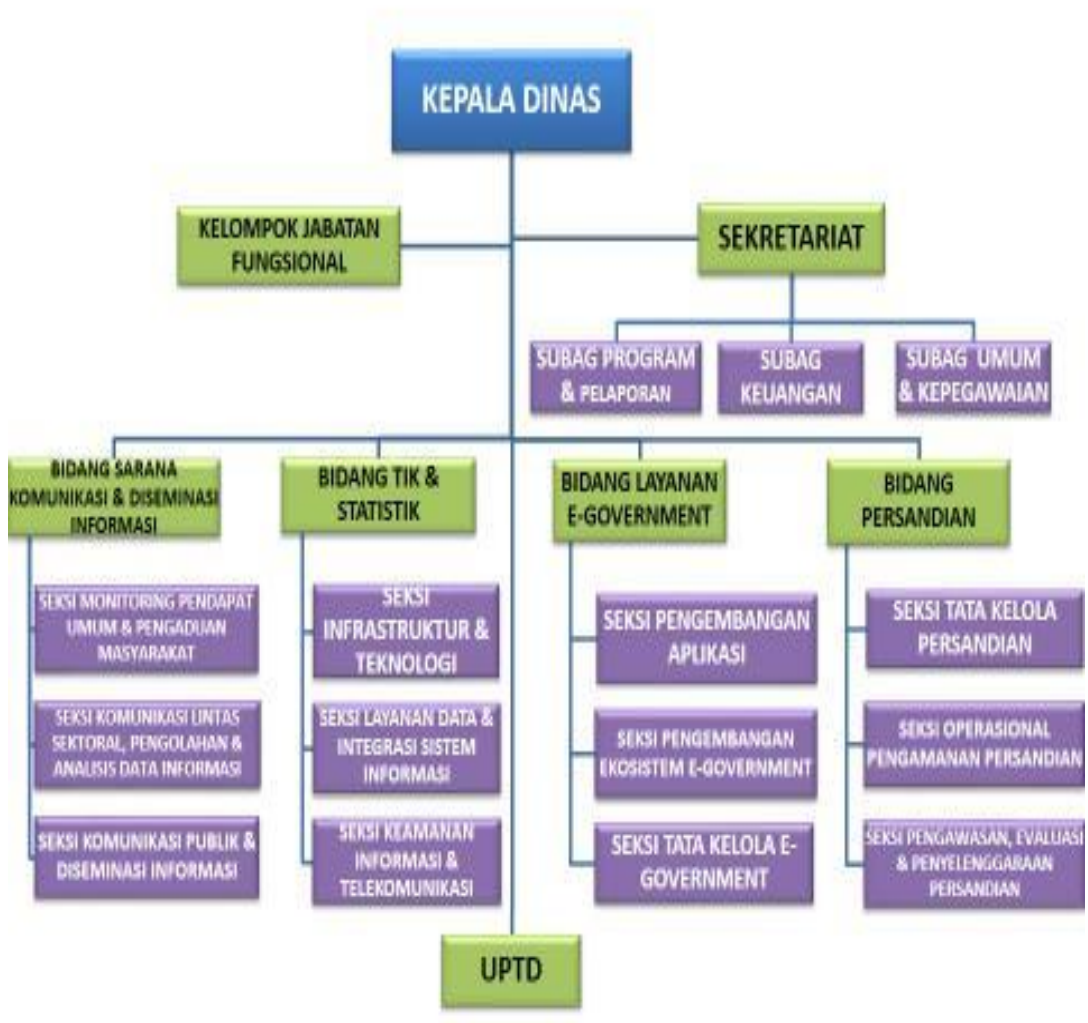 KEPALA DINAS
KELOMPOK JABATAN
FUNGSIONAL
SEKRETARIAT
SUBAG PROGRAM
& PELAPORAN
SUBAG
KEUANGAN
SUBAG UMUM
& KEPEGAWAIAN
BIDANG SARANA
KOMUNIKASI & DISEMINASI
INFORMASI
BIDANG TIK &
STATISTIK
BIDANG LAYANAN
E-GOVERNMENT
BIDANG
PERSANDIAN
SEKSI MONITORING PENDAPAT
UMUM & PENGADUAN
MASYARAKAT
SEKSI KOMUNIKASI LINTAS
SEKTORAL, PENGOLAHAN &
ANALISIS DATA INFORMASI
SEKSI KOMUNIKASI PUBLIK &
DISEMINASI INFORMASI
SEKSI
INFRASTRUKTUR &
TEKNOLOGI
SEKSI LAYANAN DATA &
INTEGRASI SISTEM
INFORMASI
SEKSI KEAMANAN
INFORMASI &
TELEKOMUNIKASI
SEKSI PENGEMBANGAN
APLIKASI
SEKSI PENGEMBANGAN
EKOSISTEM E-GOVERNMENT
SEKSI TATA KELOLA E-
GOVERNMENT
SEKSI TATA KELOLA
PERSANDIAN
SEKSI OPERASIONAL
PENGAMANAN PERSANDIAN
SEKSI PENGAWASAN, EVALUASI
& PENYELENGGARAAN
PERSANDIAN
UPTD